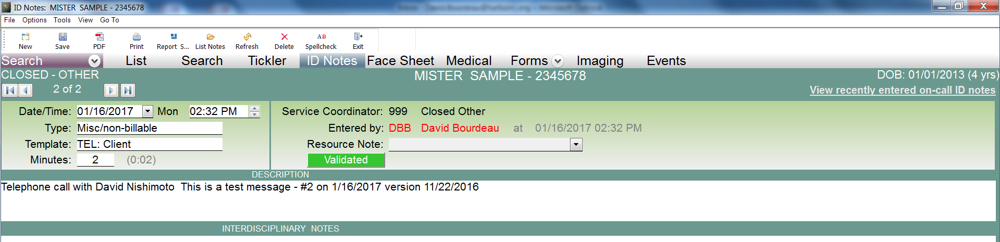 ID Notes:  MISTER  SAMPLE - 2345678
File Options Tools View Go To
New Save PDF Print Report S... List Notes Refresh Delete Spellcheck Exit
Search List Search Tickler ID Notes Face Sheet Medical Forms Imaging Events
CLOSED - OTHER MISTER  SAMPLE - 2345678 DOB: 01/01/2013 (4 yrs)
2 of 2 View recently entered on-call ID notes
Date/Time: 01/16/2017 Mon 02:32 PM Service Coordinator: 999 Closed Other
Type: Misc/non-billable Entered by: DBB David Bourdeau at 01/16/2017 02:32 PM
Template: TEL: Client Resource Note:
Minutes: 2 (0:02) Validated
DESCRIPTION
Telephone call with David Nishimoto  This is a test message - #2 on 1/16/2017 version 11/22/2016
INTERDISCIPLINARY  NOTES